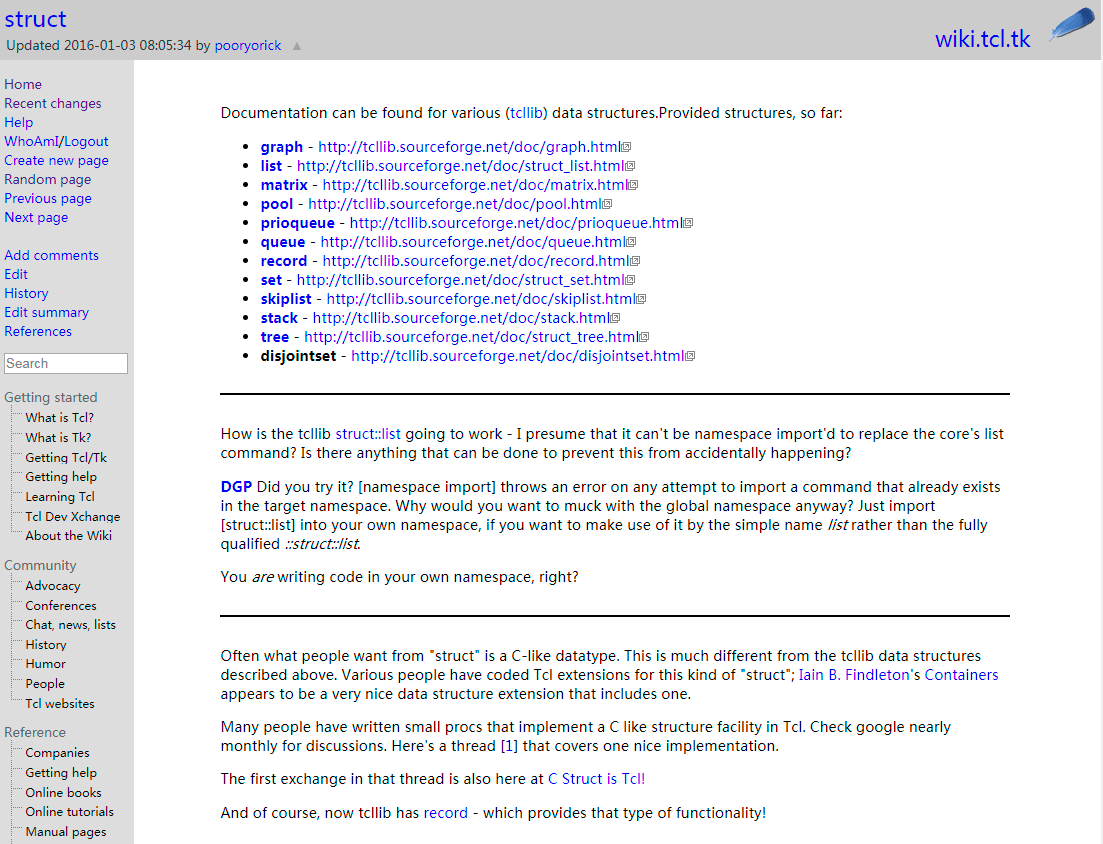 struct
Updated 2016-01-03 08:05:34 by pooryorick ▲
wiki.tcl.tk
Home
Recent changes
Help
WhoAmI/Logout
Create new page
Random page
Previous page
Next page
Add comments
Edit
History
Edit summary
References
Search
Getting started
What is Tcl?
What is Tk?
Getting Tcl/Tk
Getting help
Learning Tcl
Tcl Dev Xchange
About the Wiki
Community
Advocacy
Conferences
Chat, news, lists
History
Humor
People
Tcl websites
Reference
Companies
Getting help
Online books
Online tutorials
Manual pages
Documentation can be found for various (tcllib) data structures.Provided structures, so far:
• graph - http://tcllib.sourceforge.net/doc/graph.html
• list - http://tcllib.sourceforge.net/doc/struct_list.html
• matrix - http://tcllib.sourceforge.net/doc/matrix.html
• pool - http://tcllib.sourceforge.net/doc/pool.html
• prioqueue - http://tcllib.sourceforge.net/doc/prioqueue.html
• queue - http://tcllib.sourceforge.net/doc/queue.html
• record - http://tcllib.sourceforge.net/doc/record.html
• set - http://tcllib.sourceforge.net/doc/struct_set.html
• skiplist - http://tcllib.sourceforge.net/doc/skiplist.html
• stack - http://tcllib.sourceforge.net/doc/stack.html
• tree - http://tcllib.sourceforge.net/doc/struct_tree.html
• disjointset - http://tcllib.sourceforge.net/doc/disjointset.html
How is the tcllib struct::list going to work - I presume that it can't be namespace import'd to replace the core's list
command? Is there anything that can be done to prevent this from accidentally happening?
DGP Did you try it? [namespace import] throws an error on any attempt to import a command that already exists
in the target namespace. Why would you want to muck with the global namespace anyway? Just import
[struct::list] into your own namespace, if you want to make use of it by the simple name list rather than the fully
qualified ::struct::list.
You are writing code in your own namespace, right?
Often what people want from "struct" is a C-like datatype. This is much different from the tcllib data structures
described above. Various people have coded Tcl extensions for this kind of "struct"; Iain B. Findleton's Containers
appears to be a very nice data structure extension that includes one.
Many people have written small procs that implement a C like structure facility in Tcl. Check google nearly
monthly for discussions. Here's a thread [1] that covers one nice implementation.
The first exchange in that thread is also here at C Struct is Tcl!
And of course, now tcllib has record - which provides that type of functionality!